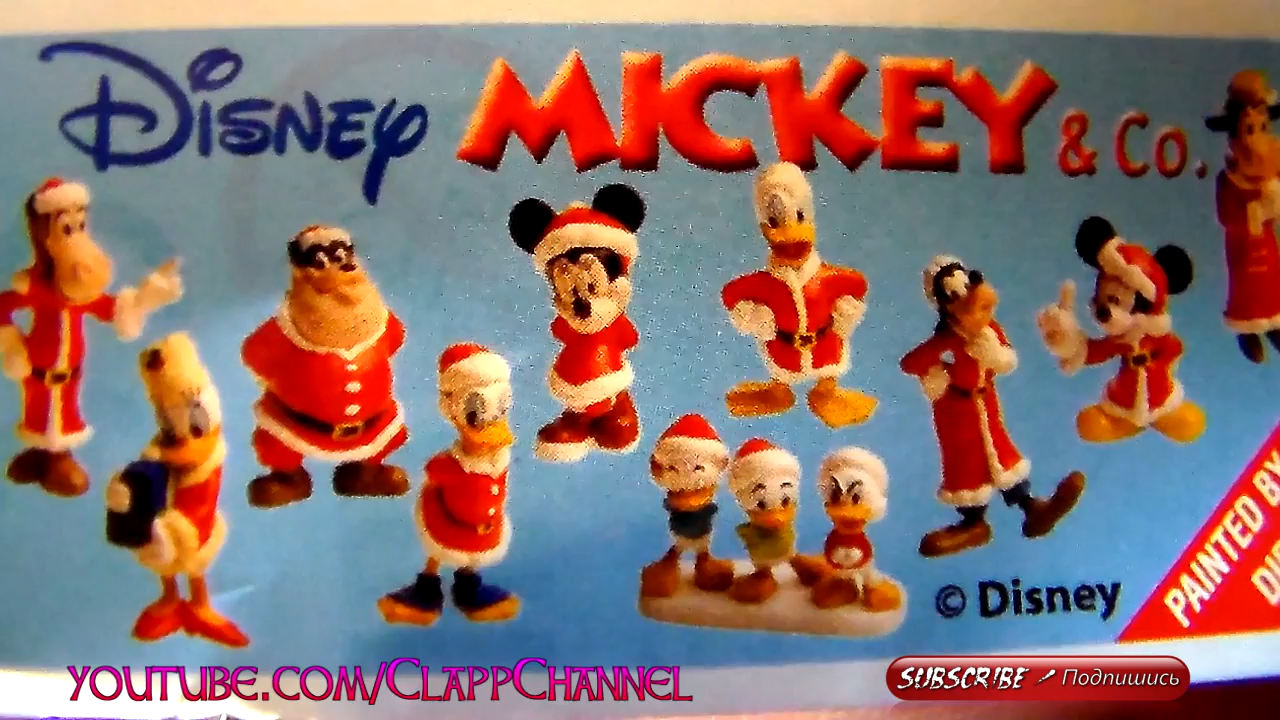 Disney MICKEY & Co.
© Disney
PAINTED BY
YOUTUBE.COM/CLAPPCHANNEL
SUBSCRIBE Подпишись